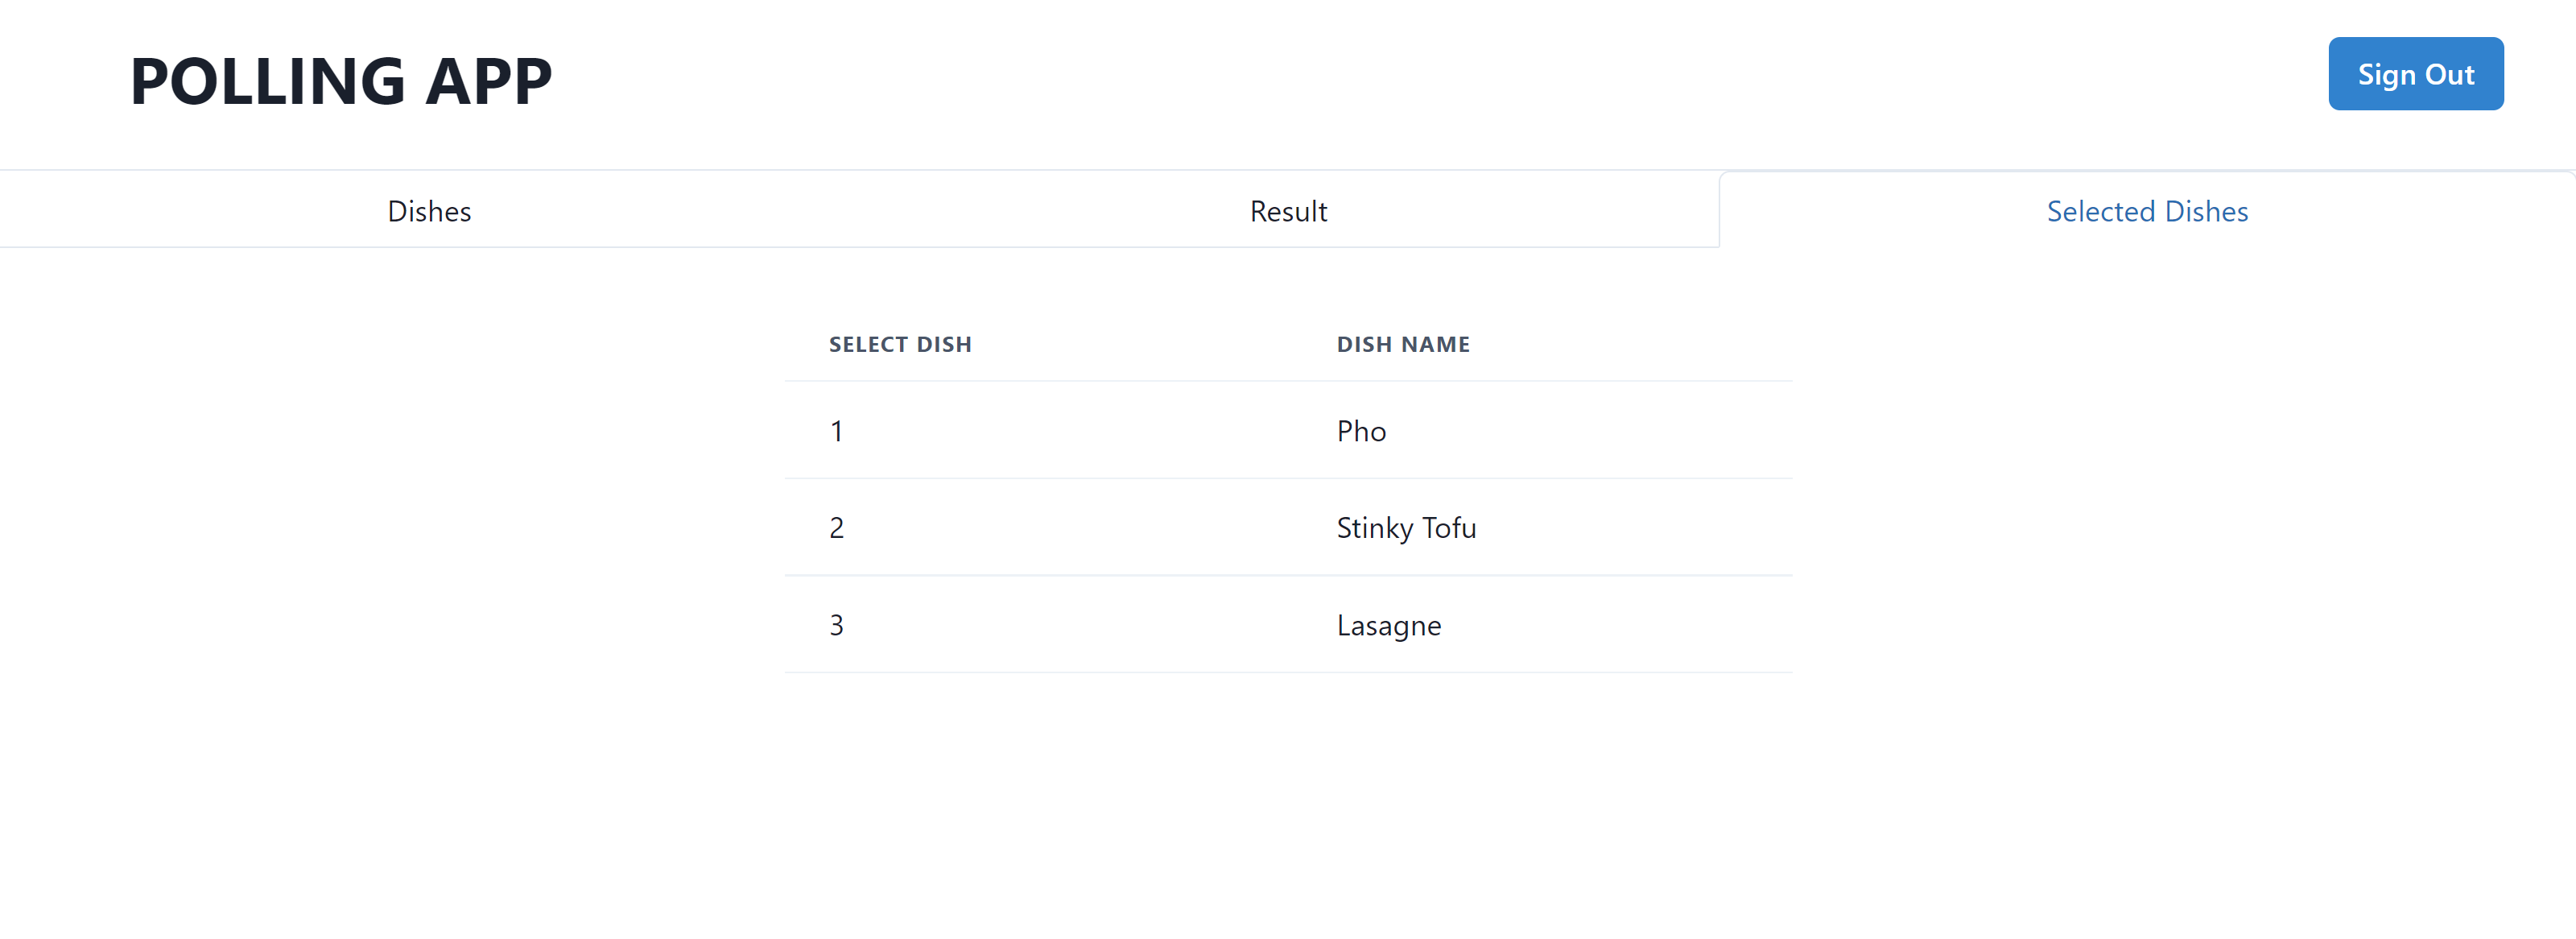 POLLING APP
Sign Out
Dishes Result Selected Dishes
SELECT DISH DISH NAME
1 Pho
2 Stinky Tofu
3 Lasagne